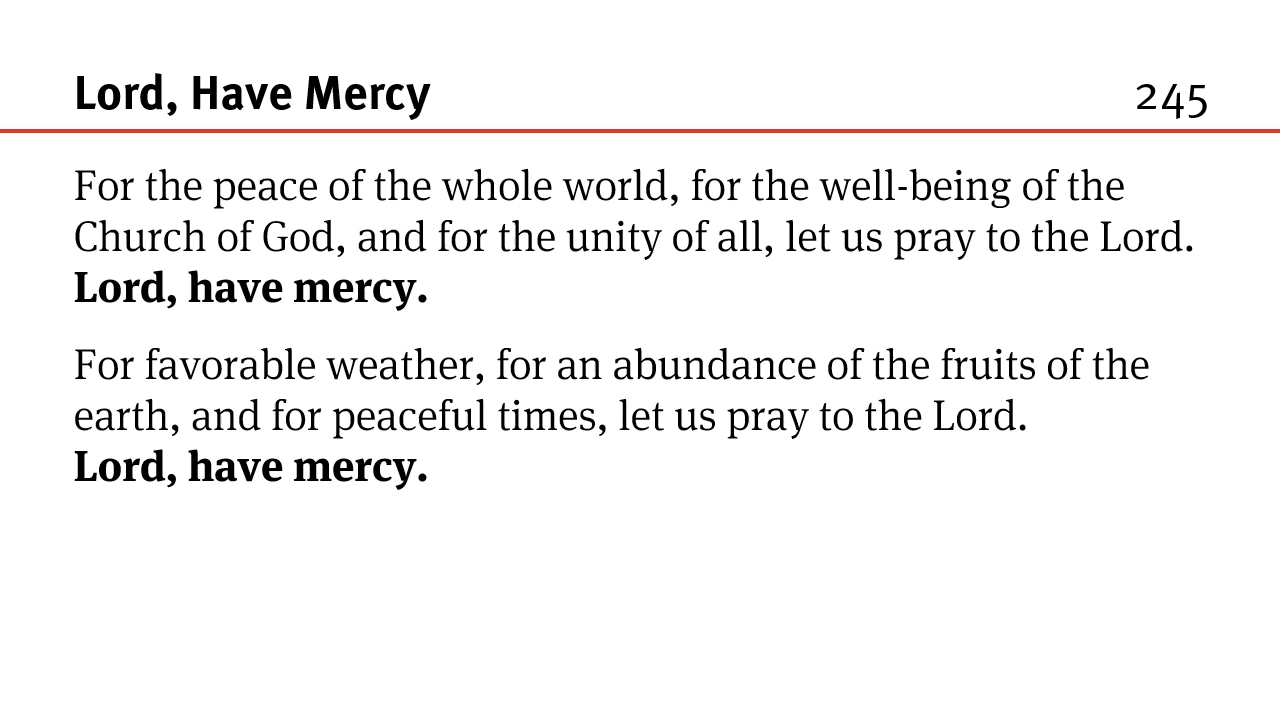 Lord, Have Mercy 245
For the peace of the whole world, for the well-being of the
Church of God, and for the unity of all, let us pray to the Lord.
Lord, have mercy.
For favorable weather, for an abundance of the fruits of the
earth, and for peaceful times, let us pray to the Lord.
Lord, have mercy.